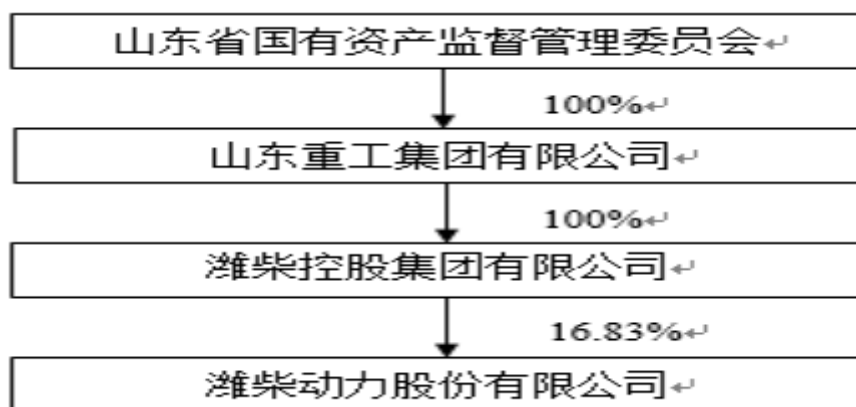 山东省国有资产监督管理委员会
100%
山东重工集团有限公司
100%
潍柴控股集团有限公司
16.83%
潍柴动力股份有限公司